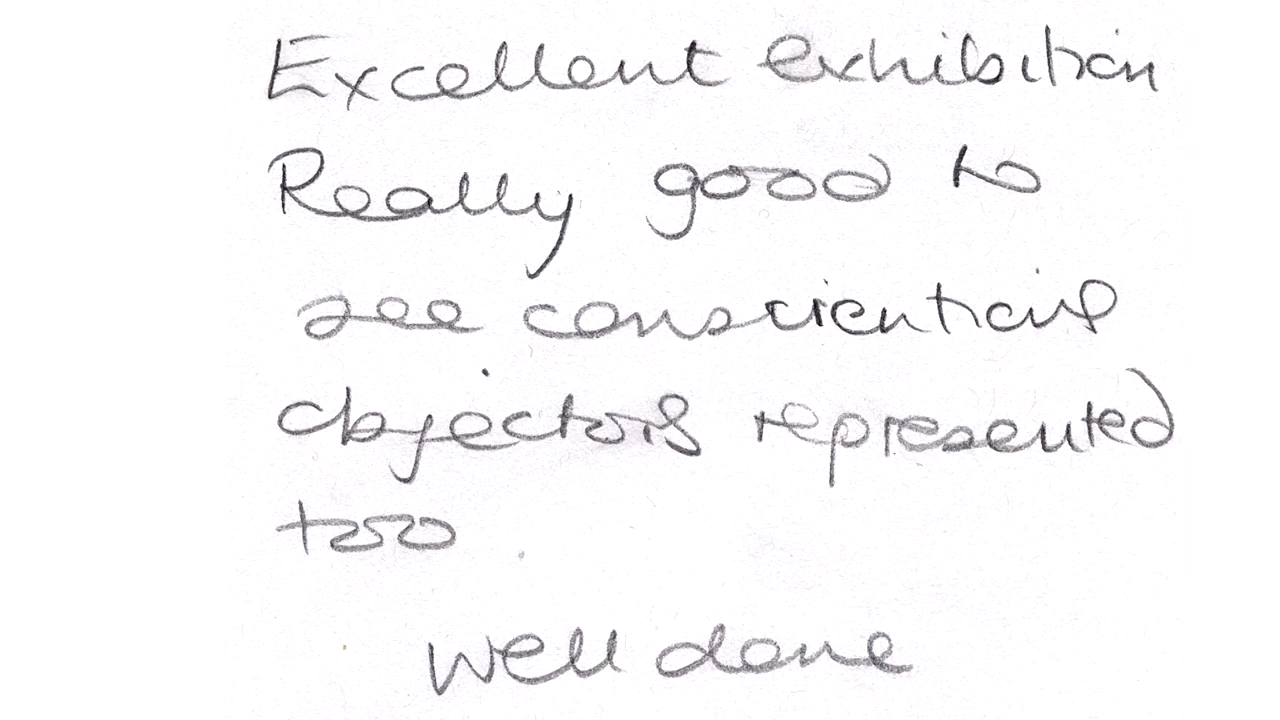 Excellent exhibition
Really good to
see conscientious
objectors represented
too
Well done